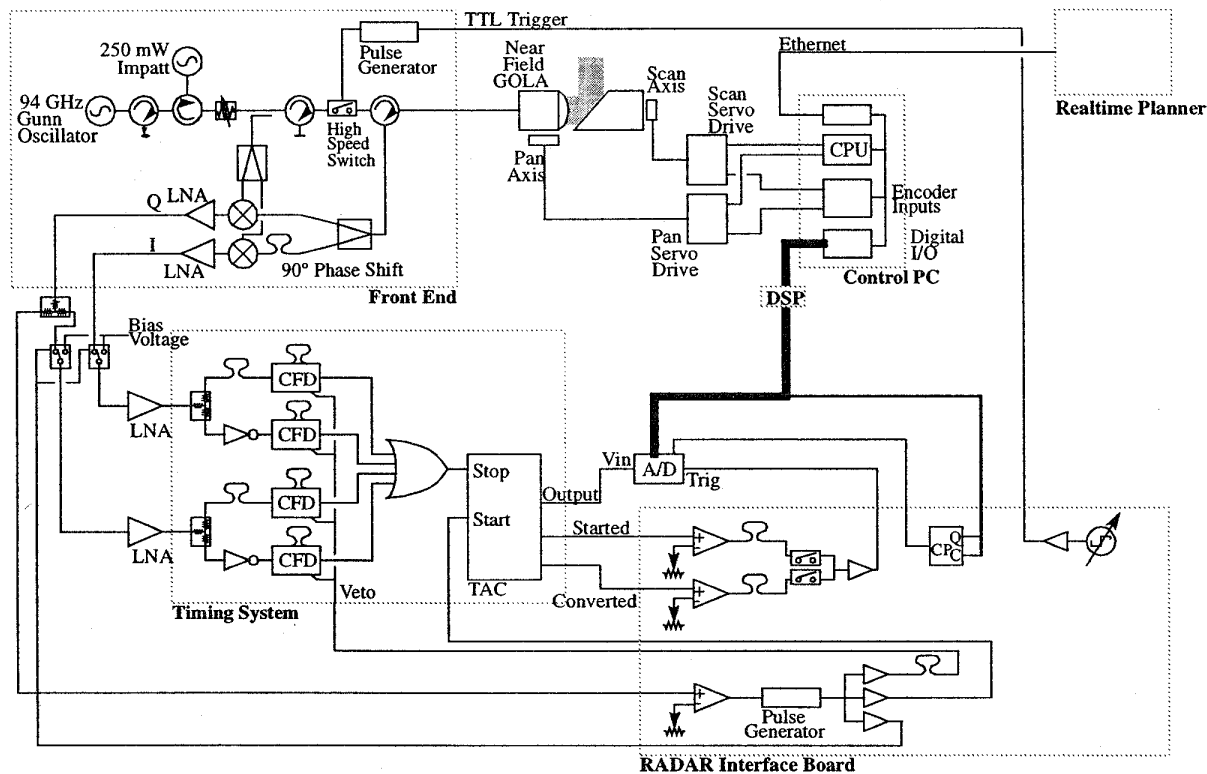 TTL Trigger
250 mW
Impatt
Pulse
Generator
Near
Field
GOLA
Scan
Axis
Ethernet
Scan
Servo
Drive
Realtime Planner
94 GHz
Gunn
Oscillator
High
Speed
Switch
Pan
Axis
CPU
Q
LNA
I
LNA
90° Phase Shift
Front End
Pan
Servo
Drive
Encoder
Inputs
Digital
I/O
Control PC
DSP
Bias
Voltage
CFD
LNA
CFD
CFD
LNA
CFD
Stop
Start
TAC
Vin
A/D
Trig
Output
Started
Converted
Veto
Timing System
+
-
+
-
CP
Q
C
+
-
Pulse
Generator
RADAR Interface Board